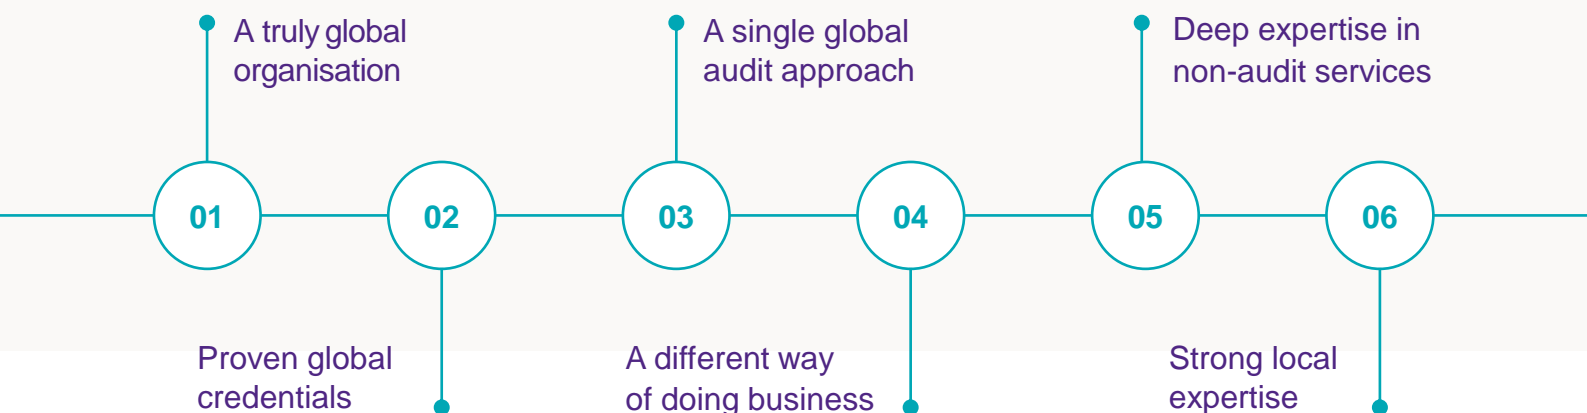 A truly global
organisation
A single global
audit approach
Deep expertise in
non-audit services
01
02
03
04
05
06
Proven global
credentials
A different way
of doing business
Strong local
expertise